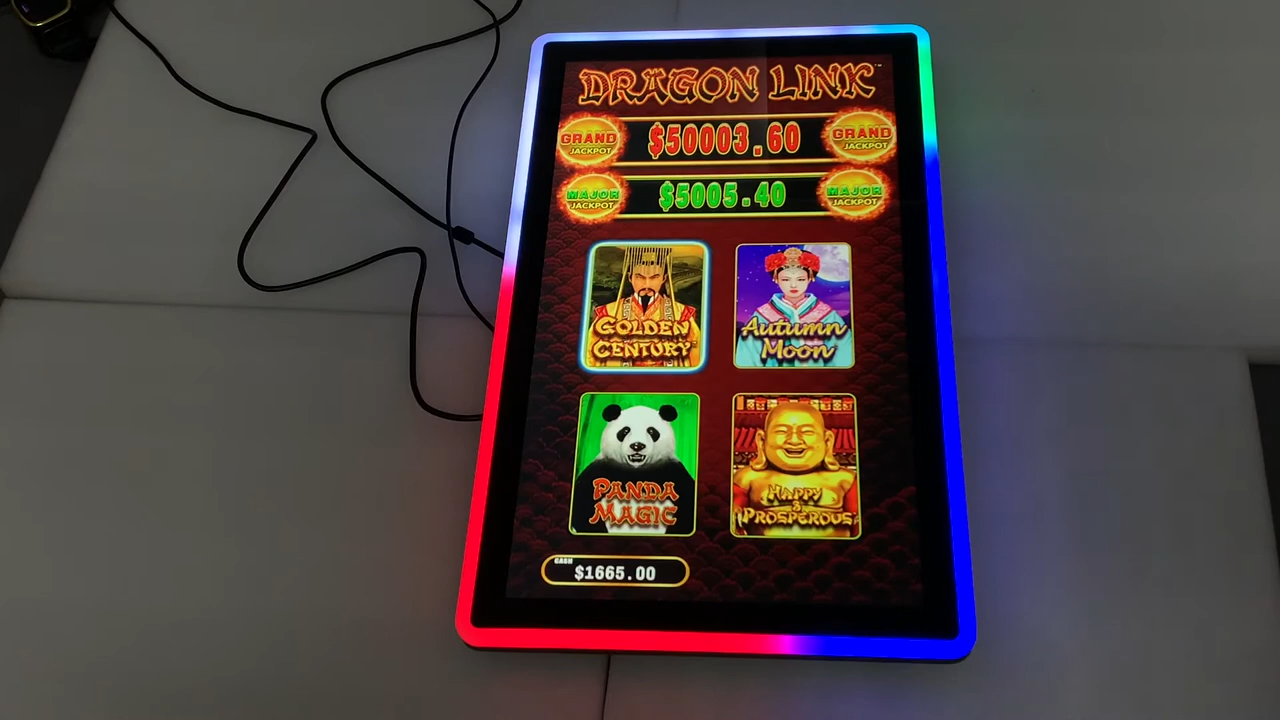 DRAGON LINK™
GRAND
JACKPOT
$50003.60
GRAND
JACKPOT
MAJOR
JACKPOT
$5005.40
MAJOR
JACKPOT
GOLDEN
CENTURY
Autumn
Moon
PANDA
MAGIC
HAPPY
&
PROSPEROUS
CASH
$1665.00